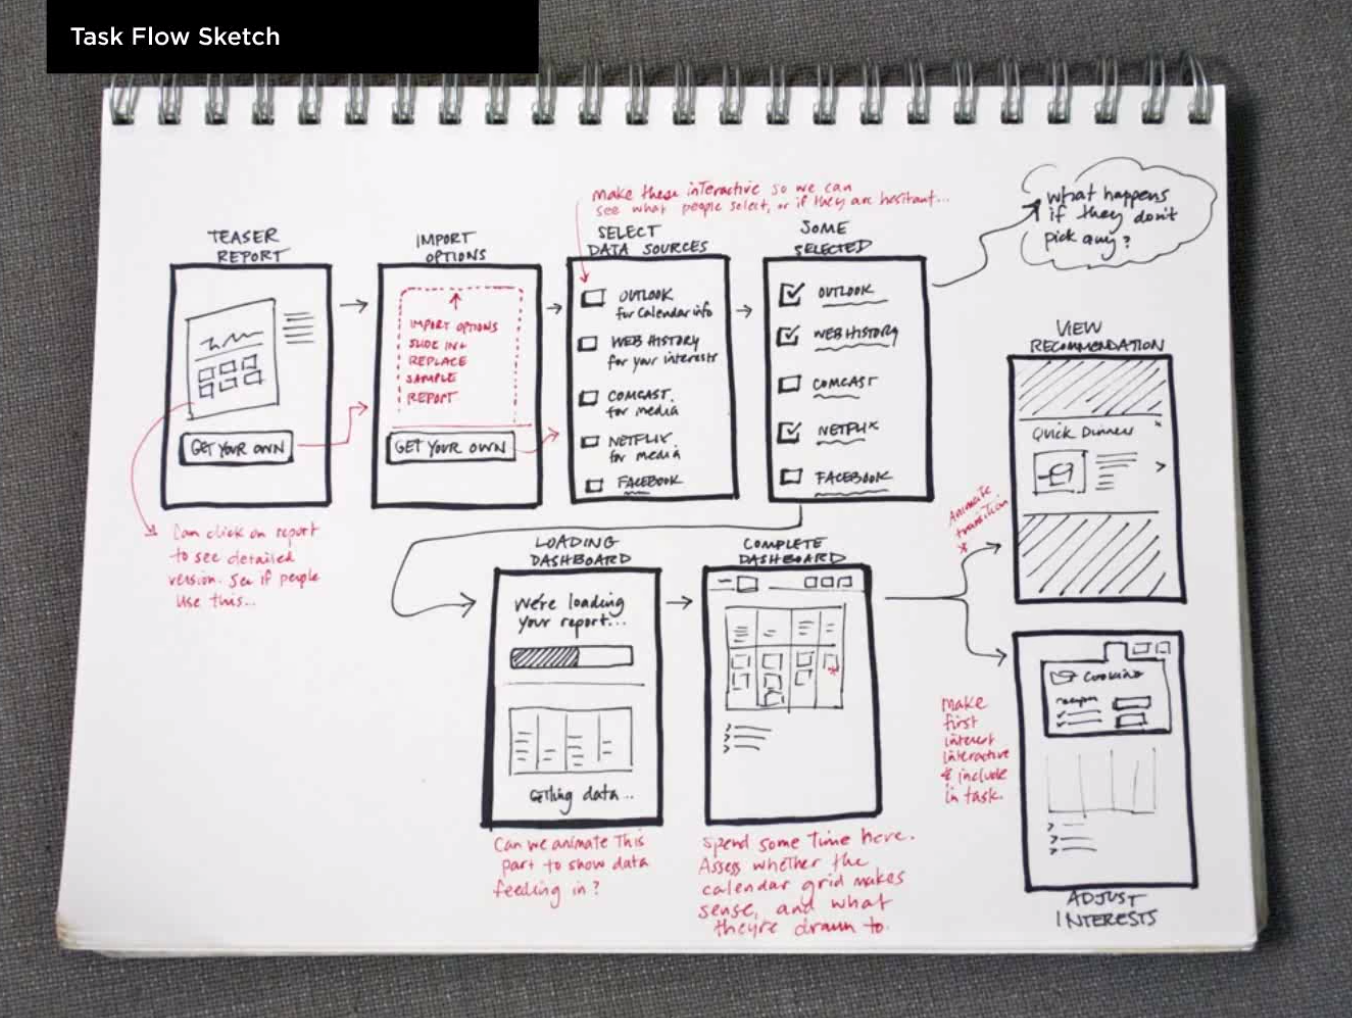 Task Flow Sketch
make these interactive so we can
see what people select, or if they are hesitant...
TEASER
REPORT
IMPORT
OPTIONS
SELECT
DATA SOURCES
SOME
SELECTED
What happens
if they don't
pick any?
GET YOUR OWN
IMPORT OPTIONS
SLIDE IN &
REPLACE
SAMPLE
REPORT
GET YOUR OWN
OUTLOOK
for Calendar info
WEB HISTORY
for your interests
COMCAST
for media
NETFLIX
for media
FACEBOOK
OUTLOOK
WEB HISTORY
COMCAST
NETFLIX
FACEBOOK
Can click on report
to see detailed
version. See if people
use this...
VIEW
RECOMMENDATION
Quick Dinner
Animate
transition
LOADING
DASHBOARD
We're loading
your report...
Getting data...
Can we animate this
part to show data
feeding in?
COMPLETE
DASHBOARD
Spend some time here.
Assess whether the
calendar grid makes
sense, and what
they're drawn to.
make
first
interest
interactive
& include
in task.
Cooking
recipes
ADJUST
INTERESTS